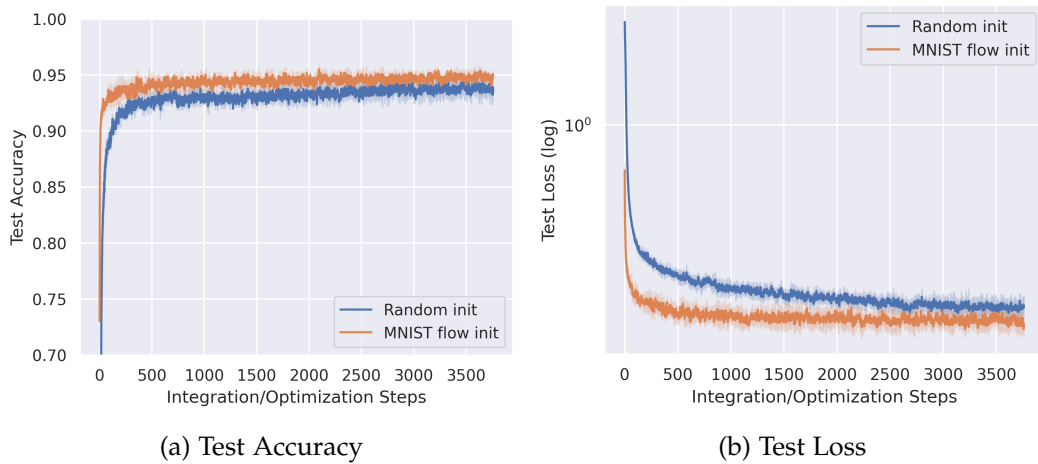 1.00
0.95
0.90
0.85
0.80
0.75
0.70
Test Accuracy
Random init
MNIST flow init
0 500 1000 1500 2000 2500 3000 3500
Integration/Optimization Steps
(a) Test Accuracy
10⁰
Test Loss (log)
Random init
MNIST flow init
0 500 1000 1500 2000 2500 3000 3500
Integration/Optimization Steps
(b) Test Loss